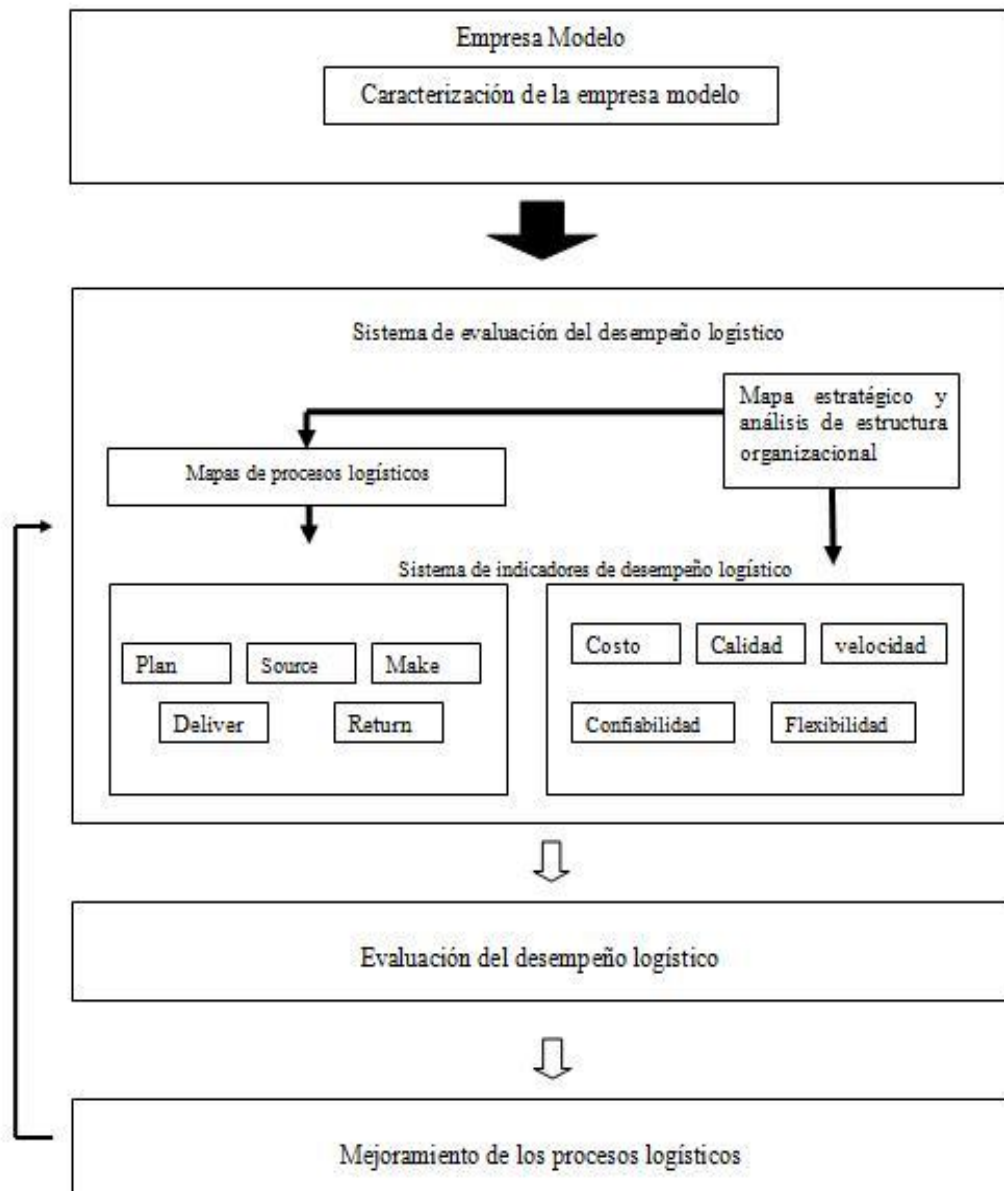 Empresa Modelo
Caracterización de la empresa modelo
Sistema de evaluación del desempeño logístico
Mapa estratégico y
análisis de estructura
organizacional
Mapas de procesos logísticos
Sistema de indicadores de desempeño logístico
Plan
Source
Make
Deliver
Return
Costo
Calidad
velocidad
Confiabilidad
Flexibilidad
Evaluación del desempeño logístico
Mejoramiento de los procesos logísticos